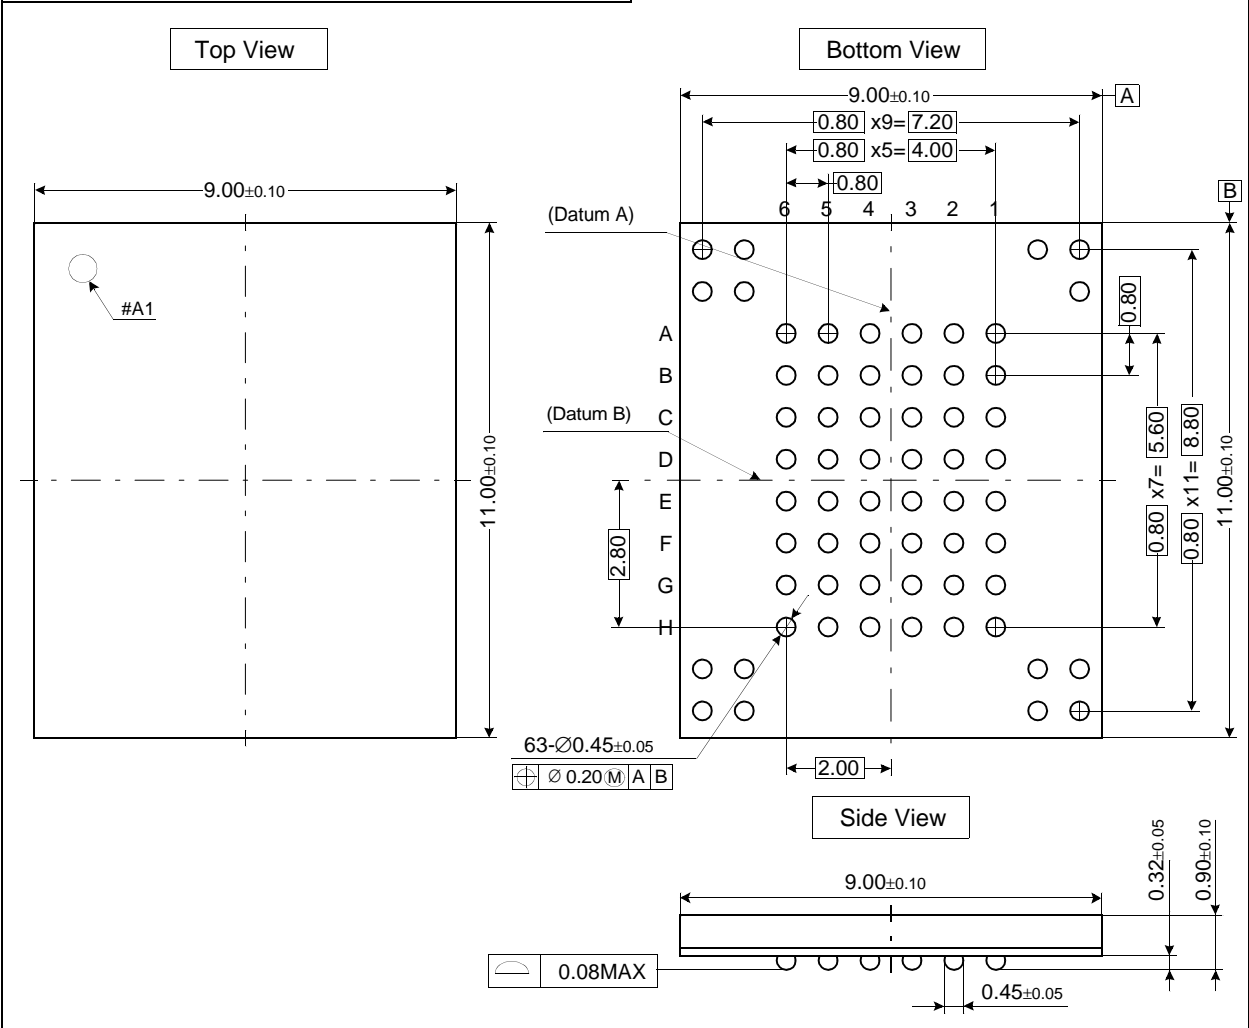 Top View
Bottom View
9.00±0.10
A
0.80 x9= 7.20
0.80 x5= 4.00
0.80
9.00±0.10
B
6 5 4 3 2 1
(Datum A)
#A1
0.80
A
B
(Datum B)
C
D
E
F
G
H
11.00±0.10
2.80
0.80 x7= 5.60
0.80 x11= 8.80
11.00±0.10
63-Ø0.45±0.05
Ø 0.20 Ⓜ A B
2.00
Side View
9.00±0.10
0.32±0.05
0.90±0.10
0.08MAX
0.45±0.05